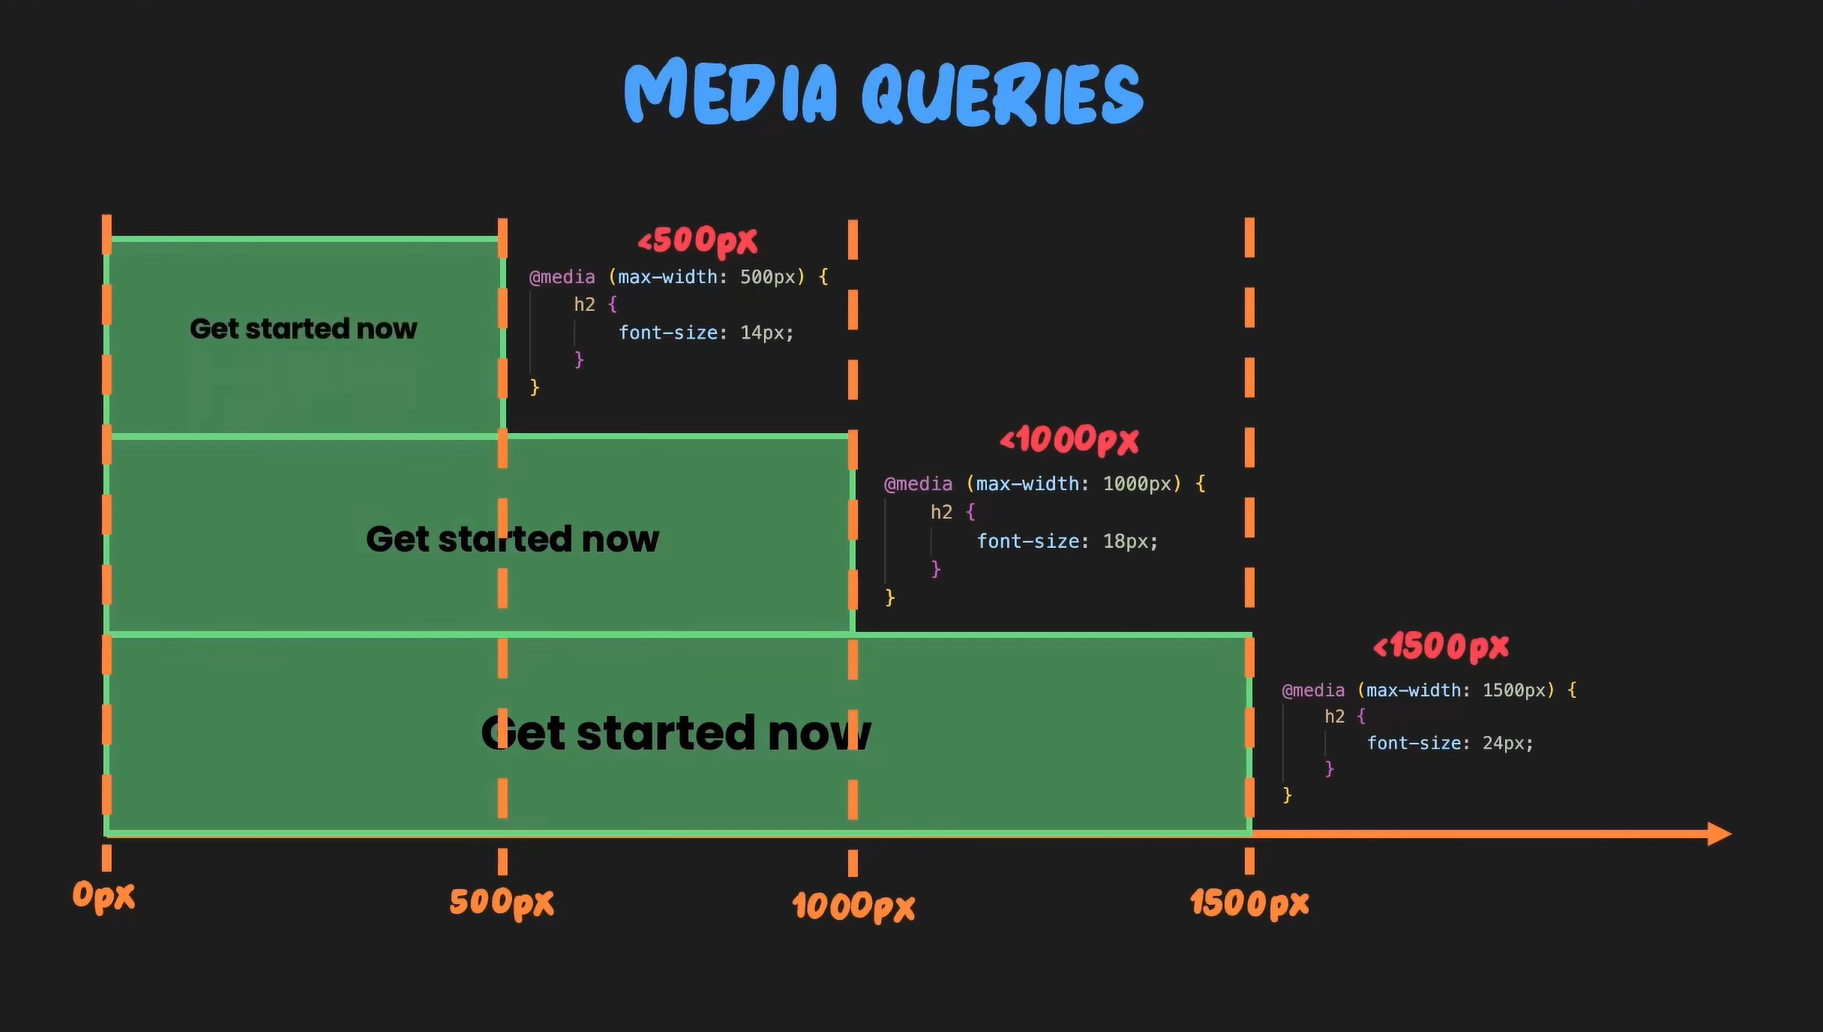 MEDIA QUERIES
<500px
@media (max-width: 500px) {
h2 {
font-size: 14px;
}
}
Get started now
<1000px
@media (max-width: 1000px) {
h2 {
font-size: 18px;
}
}
Get started now
<1500px
@media (max-width: 1500px) {
h2 {
font-size: 24px;
}
}
Get started now
0px
500px
1000px
1500px